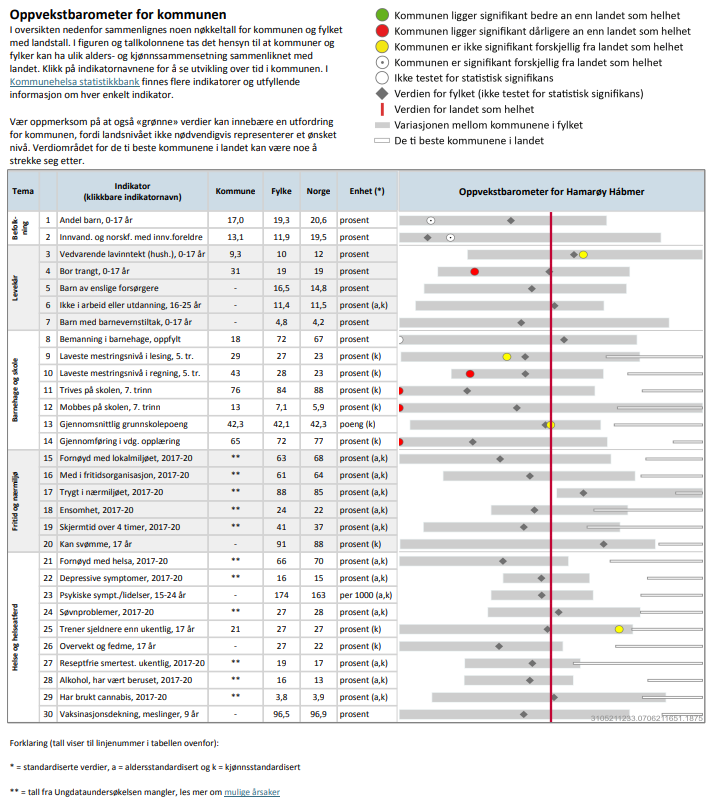 Oppvekstbarometer for kommunen
I oversikten nedenfor sammenlignes noen nøkkeltall for kommunen og fylket
med landstall. I figuren og tallkolonnene tas det hensyn til at kommuner og
fylker kan ha ulik alders- og kjønnssammensetning sammenliknet med
landet. Klikk på indikatornavnene for å se utvikling over tid i kommunen. I
Kommunehelsa statistikkbank finnes flere indikatorer og utfyllende
informasjon om hver enkelt indikator.
Vær oppmerksom på at også «grønne» verdier kan innebære en utfordring
for kommunen, fordi landsnivået ikke nødvendigvis representerer et ønsket
nivå. Verdiområdet for de ti beste kommunene i landet kan være noe å
strekke seg etter.
Kommunen ligger signifikant bedre an enn landet som helhet
Kommunen ligger signifikant dårligere an enn landet som helhet
Kommunen er ikke signifikant forskjellig fra landet som helhet
Kommunen er signifikant forskjellig fra landet som helhet
Ikke testet for statistisk signifikans
Verdien for fylket (ikke testet for statistisk signifikans)
Verdien for landet som helhet
Variasjonen mellom kommunene i fylket
De ti beste kommunene i landet
Tema Indikator (klikkbare indikatornavn) Kommune Fylke Norge Enhet (*) Oppvekstbarometer for Hamarøy Hábmer
Befolk-
ning
1 Andel barn, 0-17 år 17,0 19,3 20,6 prosent
2 Innvand. og norskf. med innv.foreldre 13,1 11,9 19,5 prosent
Levekår
3 Vedvarende lavinntekt (hush.), 0-17 år 9,3 10 12 prosent
4 Bor trangt, 0-17 år 31 19 19 prosent
5 Barn av enslige forsørgere - 16,5 14,8 prosent
6 Ikke i arbeid eller utdanning, 16-25 år - 11,4 11,5 prosent (a,k)
7 Barn med barnevernstiltak, 0-17 år - 4,8 4,2 prosent
Barnehage og skole
8 Bemanning i barnehage, oppfylt 18 72 67 prosent
9 Laveste mestringsnivå i lesing, 5. tr. 29 27 23 prosent (k)
10 Laveste mestringsnivå i regning, 5. tr. 43 28 23 prosent (k)
11 Trives på skolen, 7. trinn 76 84 88 prosent (k)
12 Mobbes på skolen, 7. trinn 13 7,1 5,9 prosent (k)
13 Gjennomsnittlig grunnskolepoeng 42,3 42,1 42,3 poeng (k)
14 Gjennomføring i vdg. opplæring 65 72 77 prosent (k)
Fritid og nærmiljø
15 Fornøyd med lokalmiljøet, 2017-20 ** 63 68 prosent (a,k)
16 Med i fritidsorganisasjon, 2017-20 ** 61 64 prosent (a,k)
17 Trygt i nærmiljøet, 2017-20 ** 88 85 prosent (a,k)
18 Ensomhet, 2017-20 ** 24 22 prosent (a,k)
19 Skjermtid over 4 timer, 2017-20 ** 41 37 prosent (a,k)
20 Kan svømme, 17 år - 91 88 prosent (k)
Helse og helseatferd
21 Fornøyd med helsa, 2017-20 ** 66 70 prosent (a,k)
22 Depressive symptomer, 2017-20 ** 16 15 prosent (a,k)
23 Psykiske sympt./lidelser, 15-24 år - 174 163 per 1000 (a,k)
24 Søvnproblemer, 2017-20 ** 27 28 prosent (a,k)
25 Trener sjeldnere enn ukentlig, 17 år 21 27 27 prosent (k)
26 Overvekt og fedme, 17 år - 27 22 prosent (k)
27 Reseptfrie smertest. ukentlig, 2017-20 ** 19 17 prosent (a,k)
28 Alkohol, har vært beruset, 2017-20 ** 16 13 prosent (a,k)
29 Har brukt cannabis, 2017-20 ** 3,8 3,9 prosent (a,k)
30 Vaksinasjonsdekning, meslinger, 9 år - 96,5 96,9 prosent
3105211233.0706211651.1875
Forklaring (tall viser til linjenummer i tabellen ovenfor):
* = standardiserte verdier, a = aldersstandardisert og k = kjønnsstandardisert
** = tall fra Ungdataundersøkelsen mangler, les mer om mulige årsaker